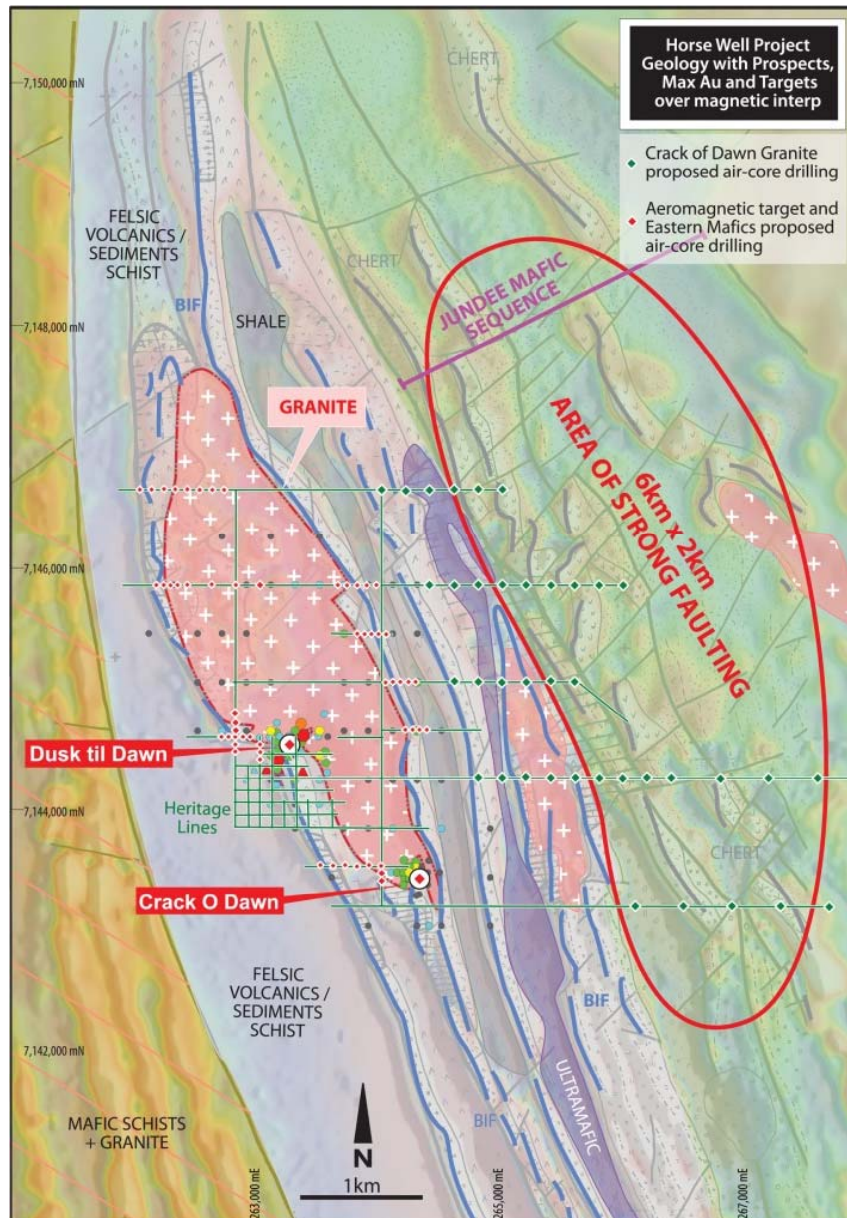 Horse Well Project
Geology with Prospects,
Max Au and Targets
over magnetic interp
Crack of Dawn Granite
proposed air-core drilling
Aeromagnetic target and
Eastern Mafics proposed
air-core drilling
7,150,000 mN
CHERT
FELSIC
VOLCANICS /
SEDIMENTS
SCHIST
BIF
CHERT
7,148,000 mN
SHALE
JUNDEE MAFIC
SEQUENCE
GRANITE
6km x 2km
AREA OF STRONG FAULTING
7,146,000 mN
Dusk til Dawn
Heritage
Lines
7,144,000 mN
CHERT
Crack O Dawn
FELSIC
VOLCANICS /
SEDIMENTS
SCHIST
BIF
7,142,000 mN
ULTRAMAFIC
MAFIC SCHISTS
+ GRANITE
BIF
N
1km
263,000 mE
265,000 mE
267,000 mE